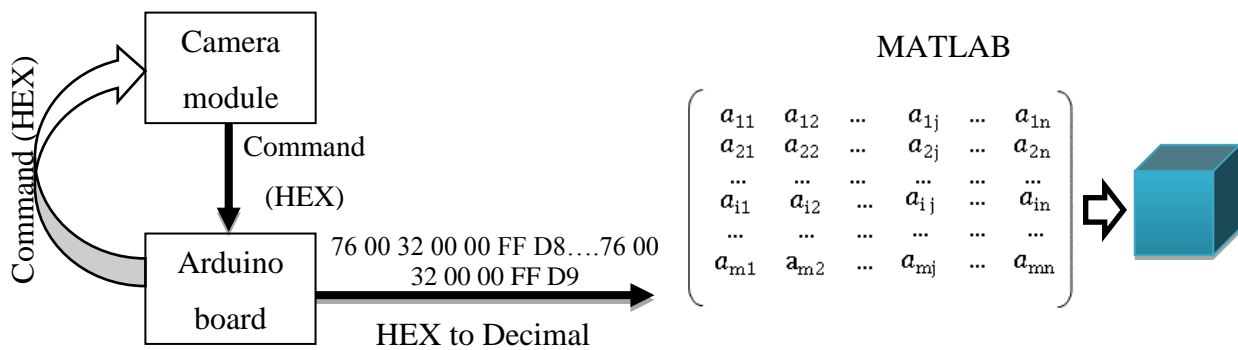 Command (HEX)
Camera
module
Command
(HEX)
Arduino
board
76 00 32 00 00 FF D8….76 00
32 00 00 FF D9
HEX to Decimal
MATLAB
a11 a12 ... a1j ... a1n
a21 a22 ... a2j ... a2n
... ... ... ... ... ...
ai1 ai2 ... aij ... ain
... ... ... ... ... ...
am1 am2 ... amj ... amn